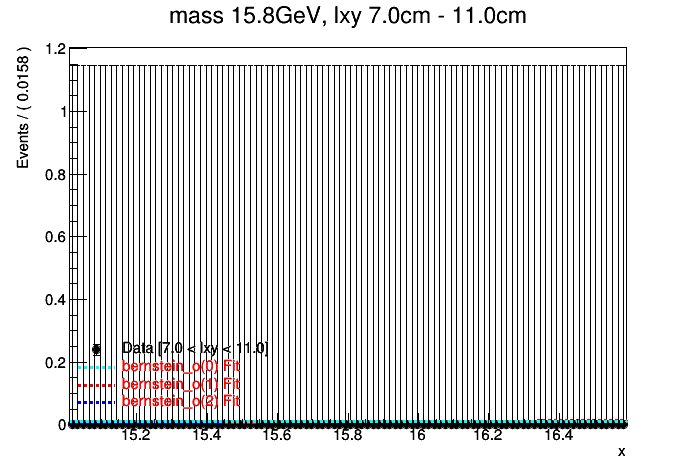 mass 15.8GeV, lxy 7.0cm - 11.0cm
Events / ( 0.0158 )
1.2
1
0.8
0.6
0.4
0.2
0
Data [7.0 < lxy < 11.0]
bernstein_o(0) Fit
bernstein_o(1) Fit
bernstein_o(2) Fit
15.2 15.4 15.6 15.8 16 16.2 16.4
x